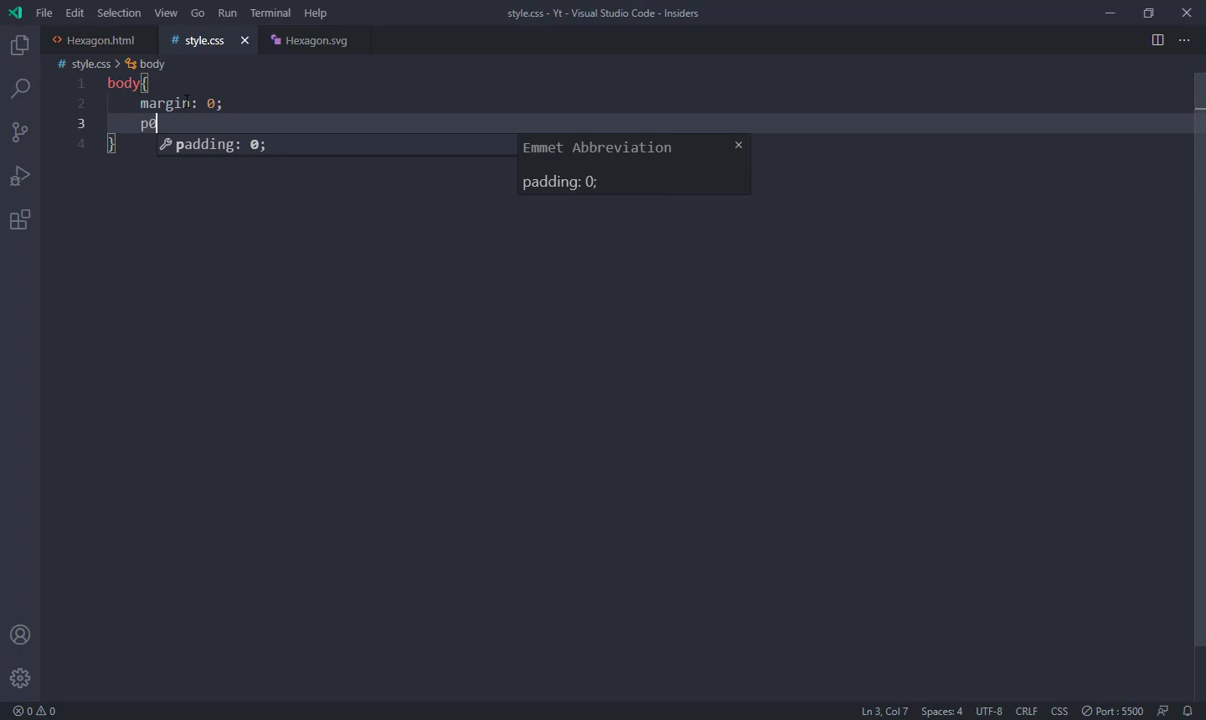 File Edit Selection View Go Run Terminal Help
style.css - Yt - Visual Studio Code - Insiders
Hexagon.html
# style.css
Hexagon.svg
# style.css > body
1 body{
2 margin: 0;
3 p0
4 }
padding: 0;
Emmet Abbreviation
padding: 0;
0 0
Ln 3, Col 7
Spaces: 4
UTF-8
CRLF
CSS
Port : 5500